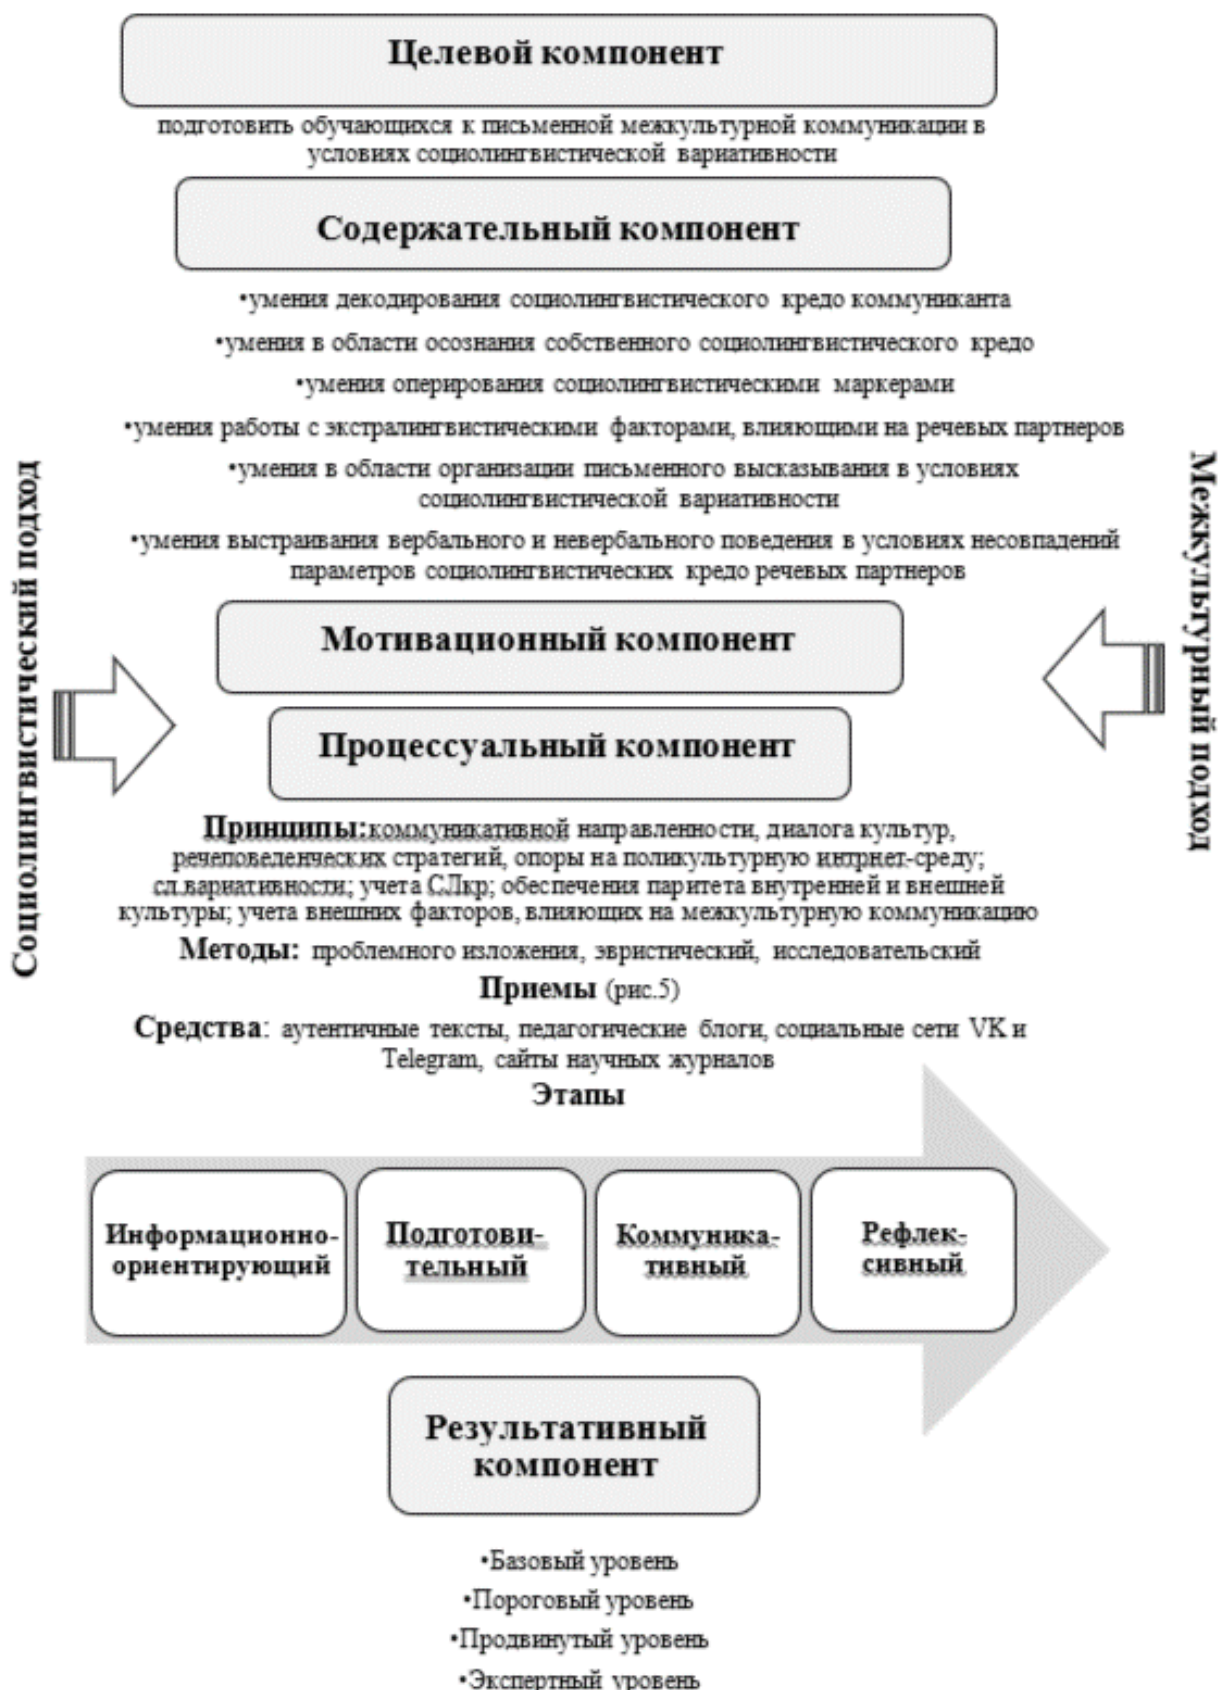 Целевой компонент
подготовить обучающихся к письменной межкультурной коммуникации в
условиях социолингвистической вариативности
Содержательный компонент
•умения декодирования социолингвистического кредо коммуниканта
•умения в области осознания собственного социолингвистического кредо
•умения оперирования социолингвистическими маркерами
•умения работы с экстралингвистическими факторами, влияющими на речевых партнеров
•умения в области организации письменного высказывания в условиях
социолингвистической вариативности
•умения выстраивания вербального и невербального поведения в условиях несовпадений
параметров социолингвистических кредо речевых партнеров
Социолингвистический подход
Межкультурный подход
Мотивационный компонент
Процессуальный компонент
Принципы:коммуникативной направленности, диалога культур,
речеповеденческих стратегий, опоры на поликультурную интрнет-среду;
сл.вариативности; учета СЛкр; обеспечения паритета внутренней и внешней
культуры; учета внешних факторов, влияющих на межкультурную коммуникацию
Методы: проблемного изложения, эвристический, исследовательский
Приемы (рис.5)
Средства: аутентичные тексты, педагогические блоги, социальные сети VK и
Telegram, сайты научных журналов
Этапы
Информационно-
ориентирующий
Подготови-
тельный
Коммуника-
тивный
Рефлек-
сивный
Результативный
компонент
•Базовый уровень
•Пороговый уровень
•Продвинутый уровень
•Экспертный уровень